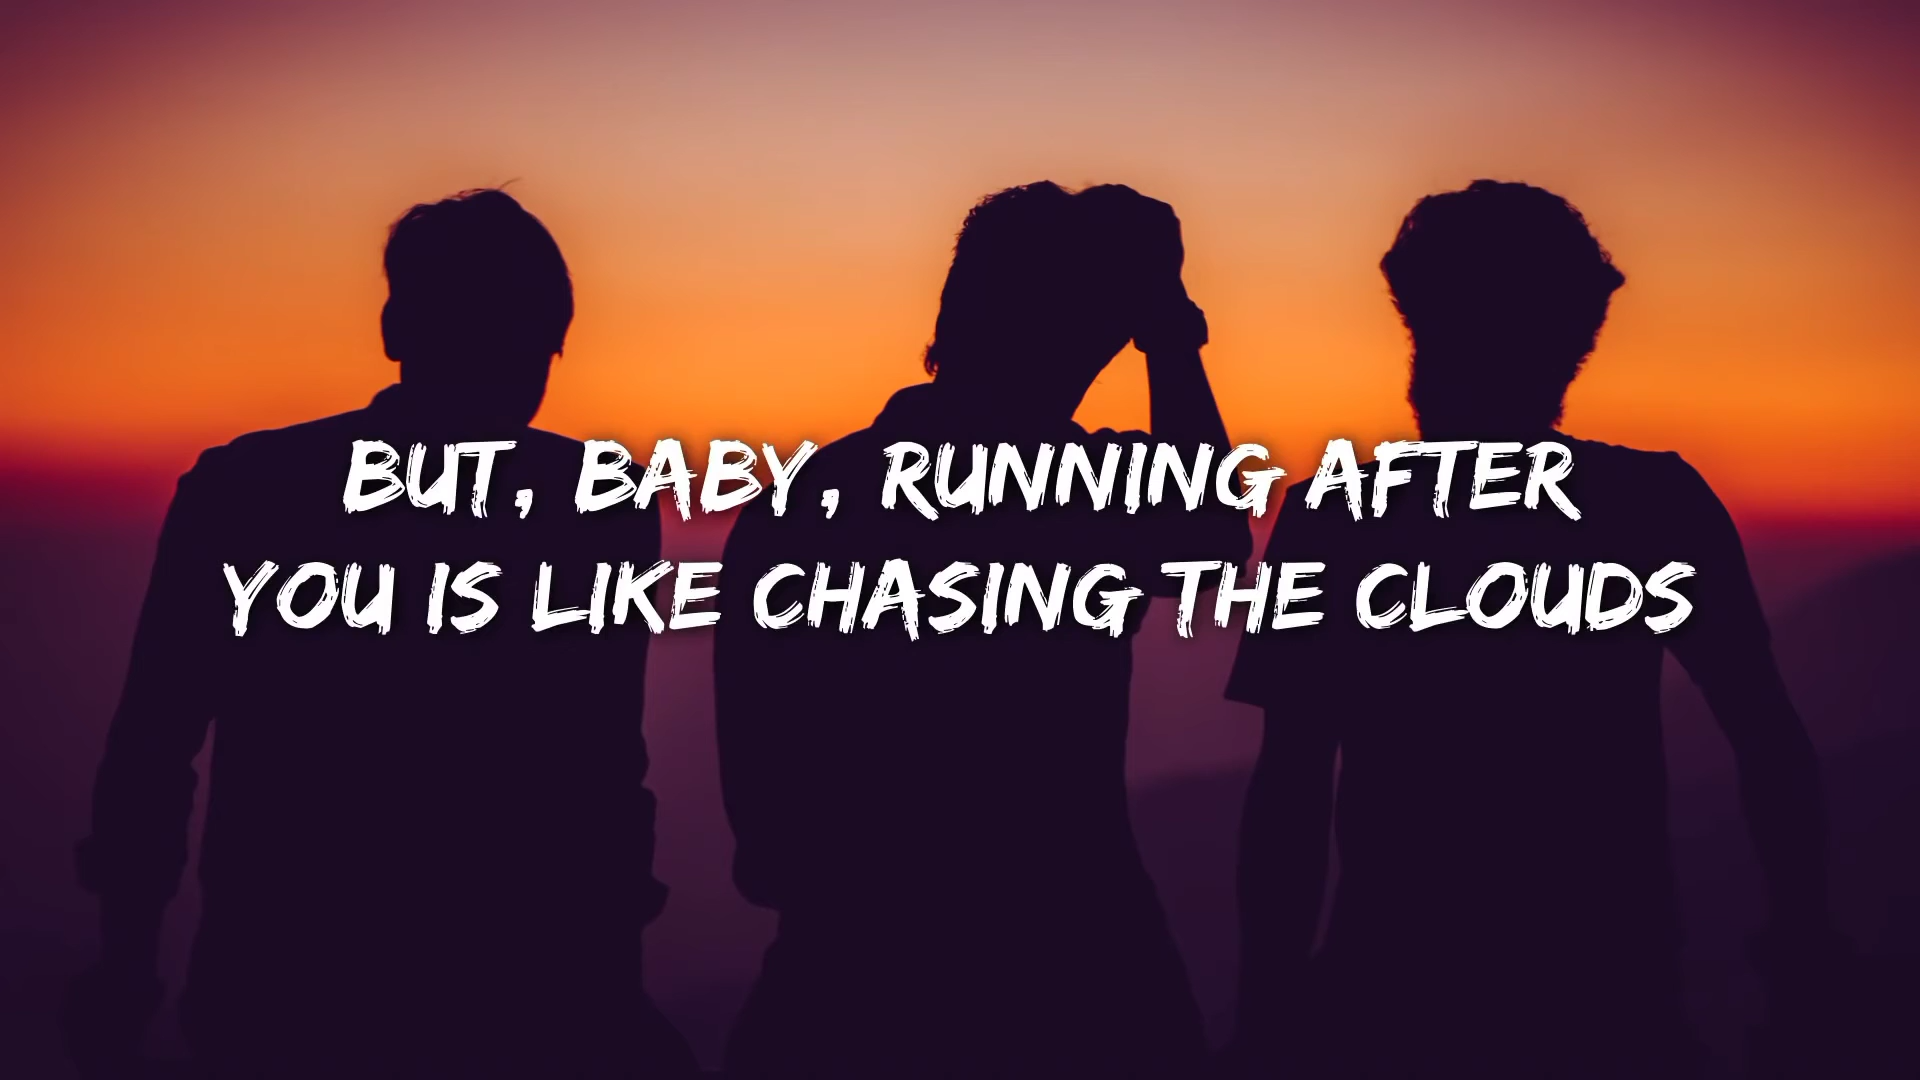 BUT, BABY, RUNNING AFTER
YOU IS LIKE CHASING THE CLOUDS